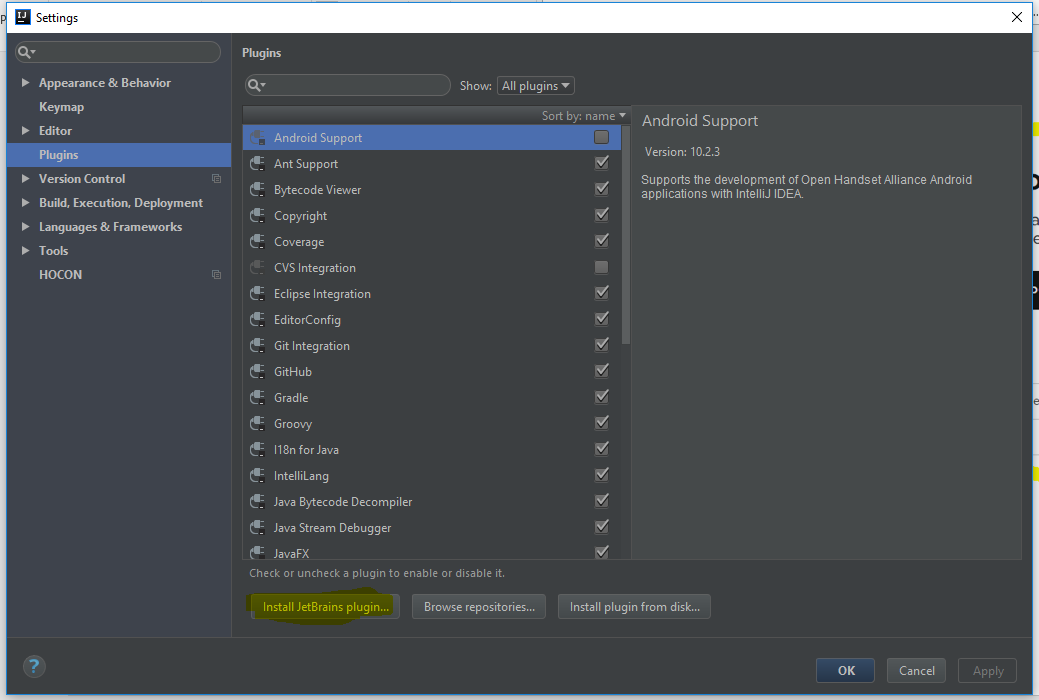 Settings
Plugins
Show: All plugins
Appearance & Behavior
Keymap
Editor
Plugins
Version Control
Build, Execution, Deployment
Languages & Frameworks
Tools
HOCON
Sort by: name
Android Support
Ant Support
Bytecode Viewer
Copyright
Coverage
CVS Integration
Eclipse Integration
EditorConfig
Git Integration
GitHub
Gradle
Groovy
I18n for Java
IntelliLang
Java Bytecode Decompiler
Java Stream Debugger
JavaFX
Android Support
Version: 10.2.3
Supports the development of Open Handset Alliance Android
applications with IntelliJ IDEA.
Check or uncheck a plugin to enable or disable it.
Install JetBrains plugin...
Browse repositories...
Install plugin from disk...
?
OK
Cancel
Apply